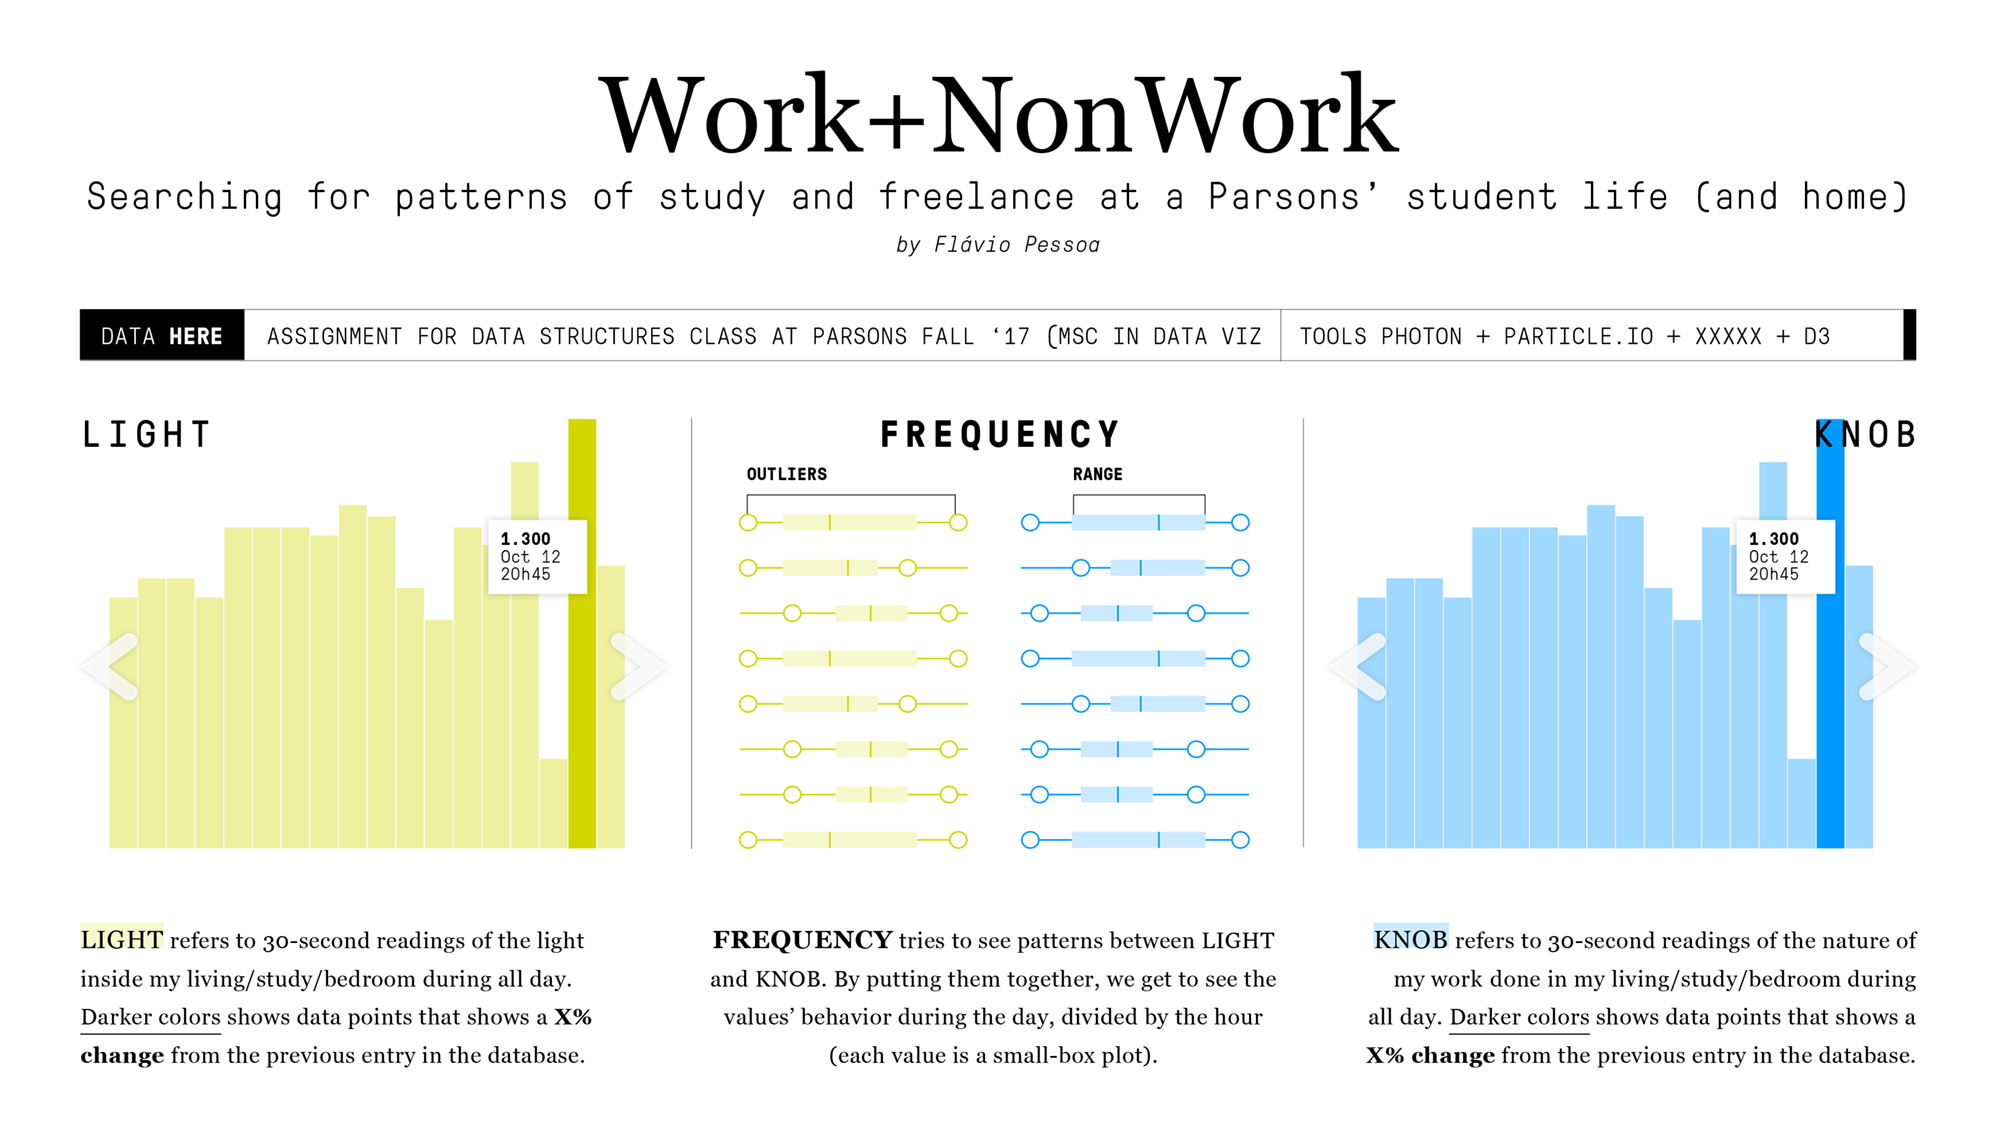 Work+NonWork
Searching for patterns of study and freelance at a Parsons’ student life (and home)
by Flávio Pessoa
DATA HERE
ASSIGNMENT FOR DATA STRUCTURES CLASS AT PARSONS FALL ‘17 (MSC IN DATA VIZ
TOOLS PHOTON + PARTICLE.IO + XXXXX + D3
LIGHT
1.300
Oct 12
20h45
FREQUENCY
OUTLIERS
RANGE
KNOB
1.300
Oct 12
20h45
LIGHT refers to 30-second readings of the light
inside my living/study/bedroom during all day.
Darker colors shows data points that shows a X%
change from the previous entry in the database.
FREQUENCY tries to see patterns between LIGHT
and KNOB. By putting them together, we get to see the
values’ behavior during the day, divided by the hour
(each value is a small-box plot).
KNOB refers to 30-second readings of the nature of
my work done in my living/study/bedroom during
all day. Darker colors shows data points that shows a
X% change from the previous entry in the database.